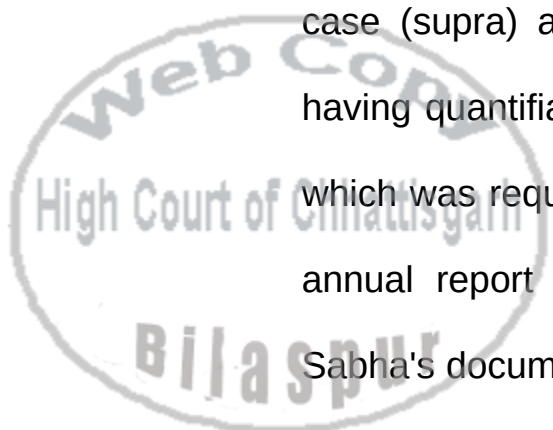 case (supra) a
Web Copy
having quantifia
High Court of Chhattisgarh
which was requ
annual report
Bilaspur
Sabha's docum